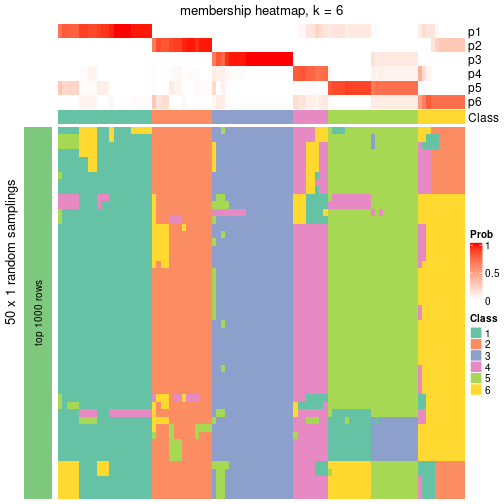 membership heatmap, k = 6
p1
p2
p3
p4
p5
p6
Class
50 x 1 random samplings
top 1000 rows
Prob
1
0.5
0
Class
1
2
3
4
5
6